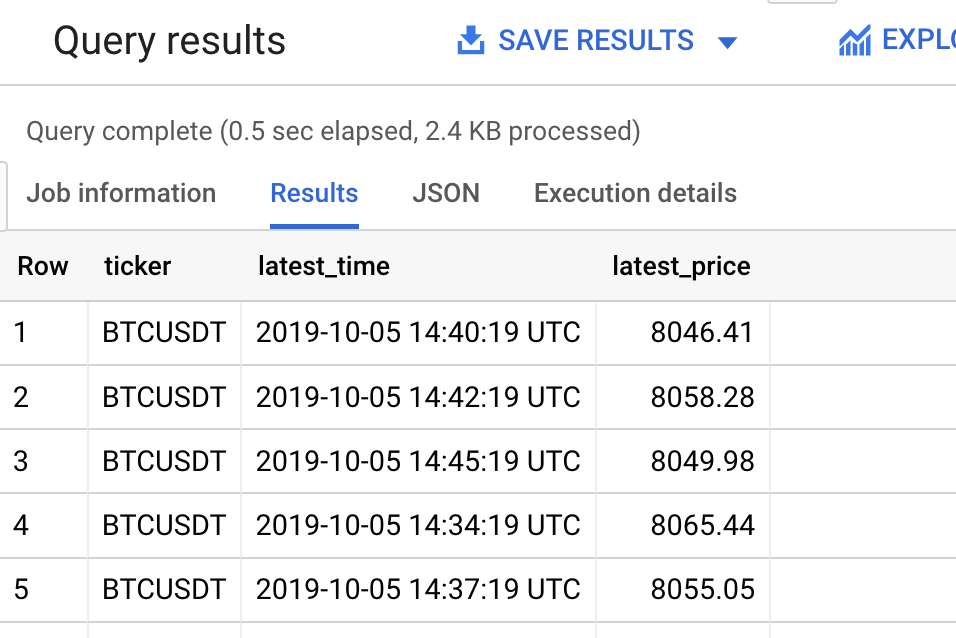 Query results SAVE RESULTS EXPLO
Query complete (0.5 sec elapsed, 2.4 KB processed)
Job information Results JSON Execution details
Row ticker latest_time latest_price
1 BTCUSDT 2019-10-05 14:40:19 UTC 8046.41
2 BTCUSDT 2019-10-05 14:42:19 UTC 8058.28
3 BTCUSDT 2019-10-05 14:45:19 UTC 8049.98
4 BTCUSDT 2019-10-05 14:34:19 UTC 8065.44
5 BTCUSDT 2019-10-05 14:37:19 UTC 8055.05